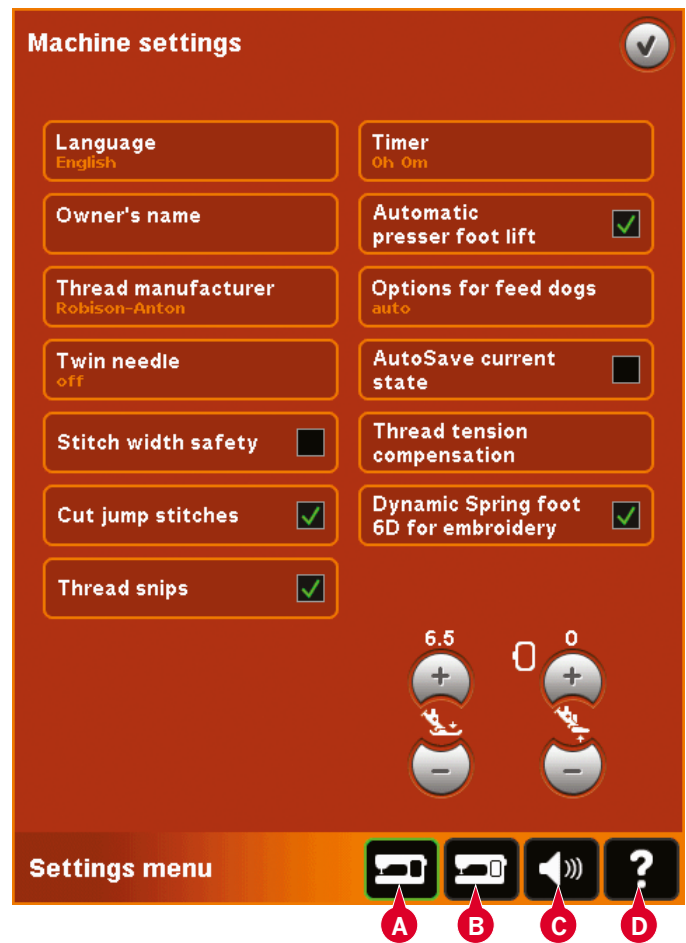 Machine settings
Language
English
Owner's name
Thread manufacturer
Robison-Anton
Twin needle
off
Stitch width safety
Cut jump stitches
Thread snips
Timer
0h 0m
Automatic
presser foot lift
Options for feed dogs
auto
AutoSave current
state
Thread tension
compensation
Dynamic Spring foot
6D for embroidery
6.5
0
+
+
-
-
Settings menu
?
A
B
C
D